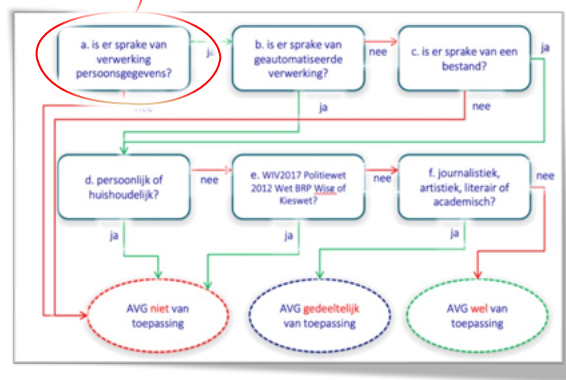 a. is er sprake van
verwerking
persoonsgegevens?
ja
b. is er sprake van
geautomatiseerde
verwerking?
nee
c. is er sprake van een
bestand?
ja
ja
nee
d. persoonlijk of
huishoudelijk?
nee
e. WIV2017 Politiewet
2012 Wet BRP Wise of
Kieswet?
nee
f. journalistiek,
artistiek, literair of
academisch?
nee
ja
ja
ja
AVG niet van
toepassing
AVG gedeeltelijk
van toepassing
AVG wel van
toepassing